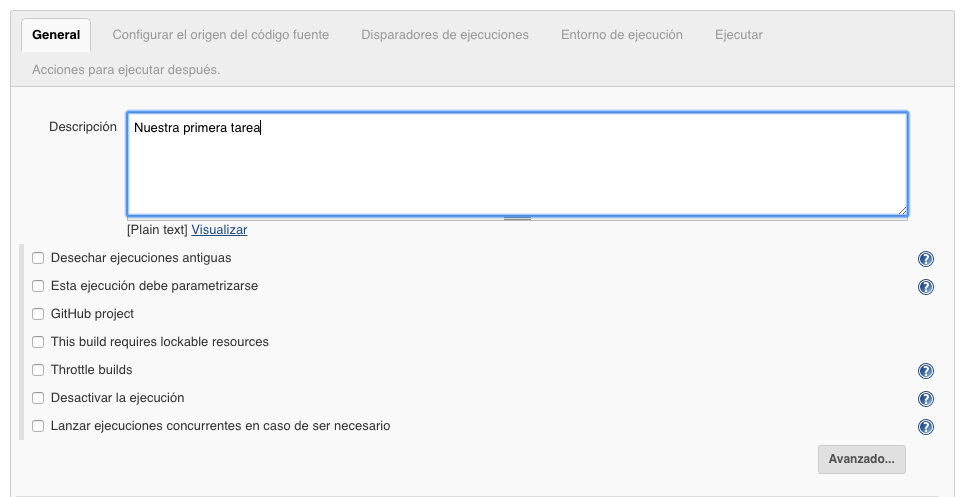 General Configurar el origen del código fuente Disparadores de ejecuciones Entorno de ejecución Ejecutar
Acciones para ejecutar después.
Descripción Nuestra primera tarea
[Plain text] Visualizar
Desechar ejecuciones antiguas ?
Esta ejecución debe parametrizarse ?
GitHub project
This build requires lockable resources
Throttle builds ?
Desactivar la ejecución ?
Lanzar ejecuciones concurrentes en caso de ser necesario ?
Avanzado...